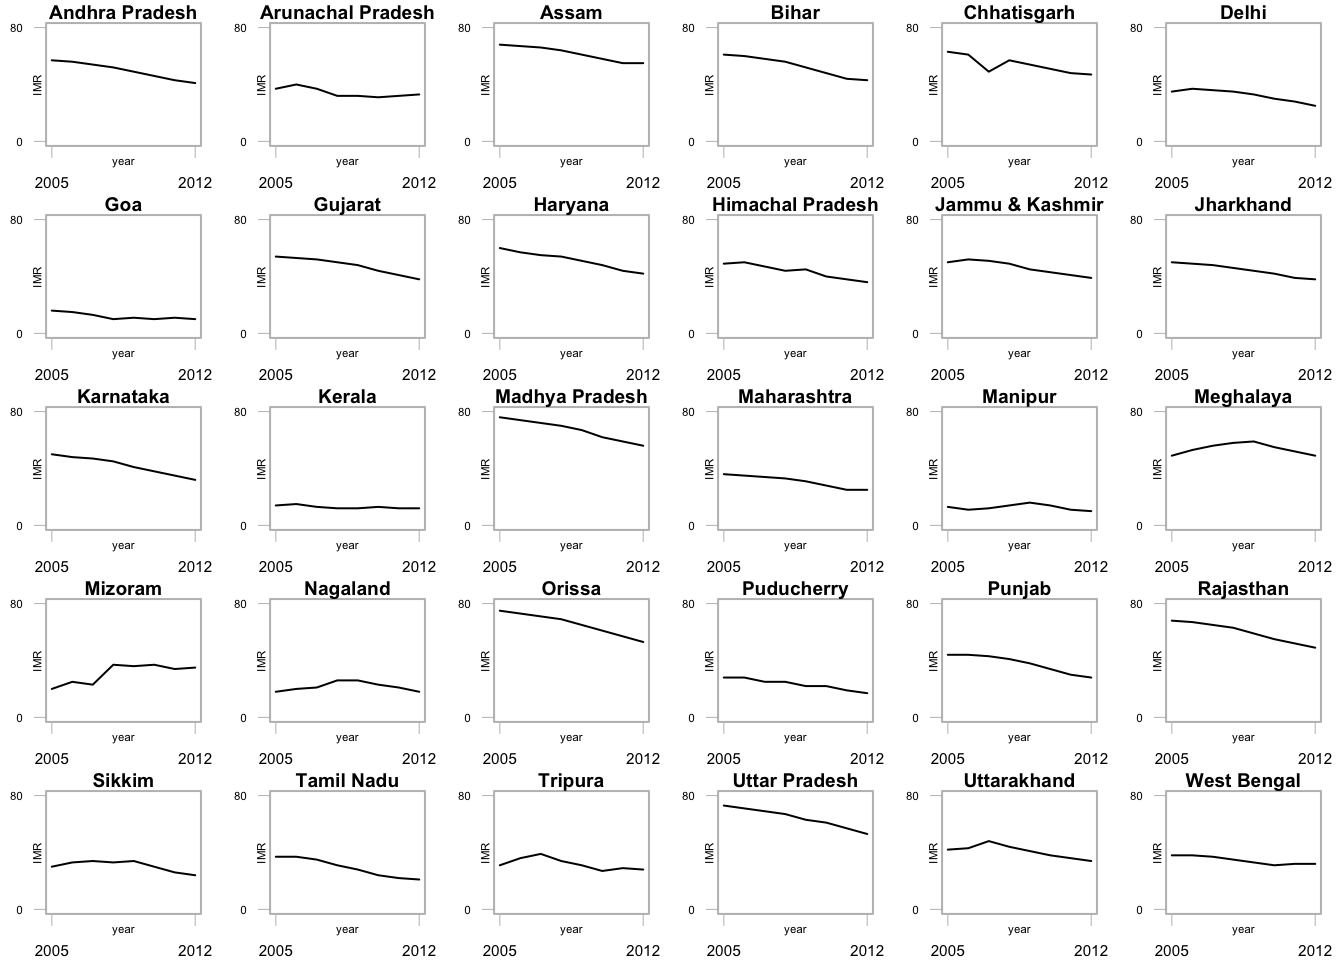 Andhra Pradesh Arunachal Pradesh Assam Bihar Chhatisgarh Delhi
80 80 80 80 80 80
IMR IMR IMR IMR IMR IMR
0 0 0 0 0 0
year year year year year year
2005 2012 2005 2012 2005 2012 2005 2012 2005 2012 2005 2012
Goa Gujarat Haryana Himachal Pradesh Jammu & Kashmir Jharkhand
80 80 80 80 80 80
IMR IMR IMR IMR IMR IMR
0 0 0 0 0 0
year year year year year year
2005 2012 2005 2012 2005 2012 2005 2012 2005 2012 2005 2012
Karnataka Kerala Madhya Pradesh Maharashtra Manipur Meghalaya
80 80 80 80 80 80
IMR IMR IMR IMR IMR IMR
0 0 0 0 0 0
year year year year year year
2005 2012 2005 2012 2005 2012 2005 2012 2005 2012 2005 2012
Mizoram Nagaland Orissa Puducherry Punjab Rajasthan
80 80 80 80 80 80
IMR IMR IMR IMR IMR IMR
0 0 0 0 0 0
year year year year year year
2005 2012 2005 2012 2005 2012 2005 2012 2005 2012 2005 2012
Sikkim Tamil Nadu Tripura Uttar Pradesh Uttarakhand West Bengal
80 80 80 80 80 80
IMR IMR IMR IMR IMR IMR
0 0 0 0 0 0
year year year year year year
2005 2012 2005 2012 2005 2012 2005 2012 2005 2012 2005 2012